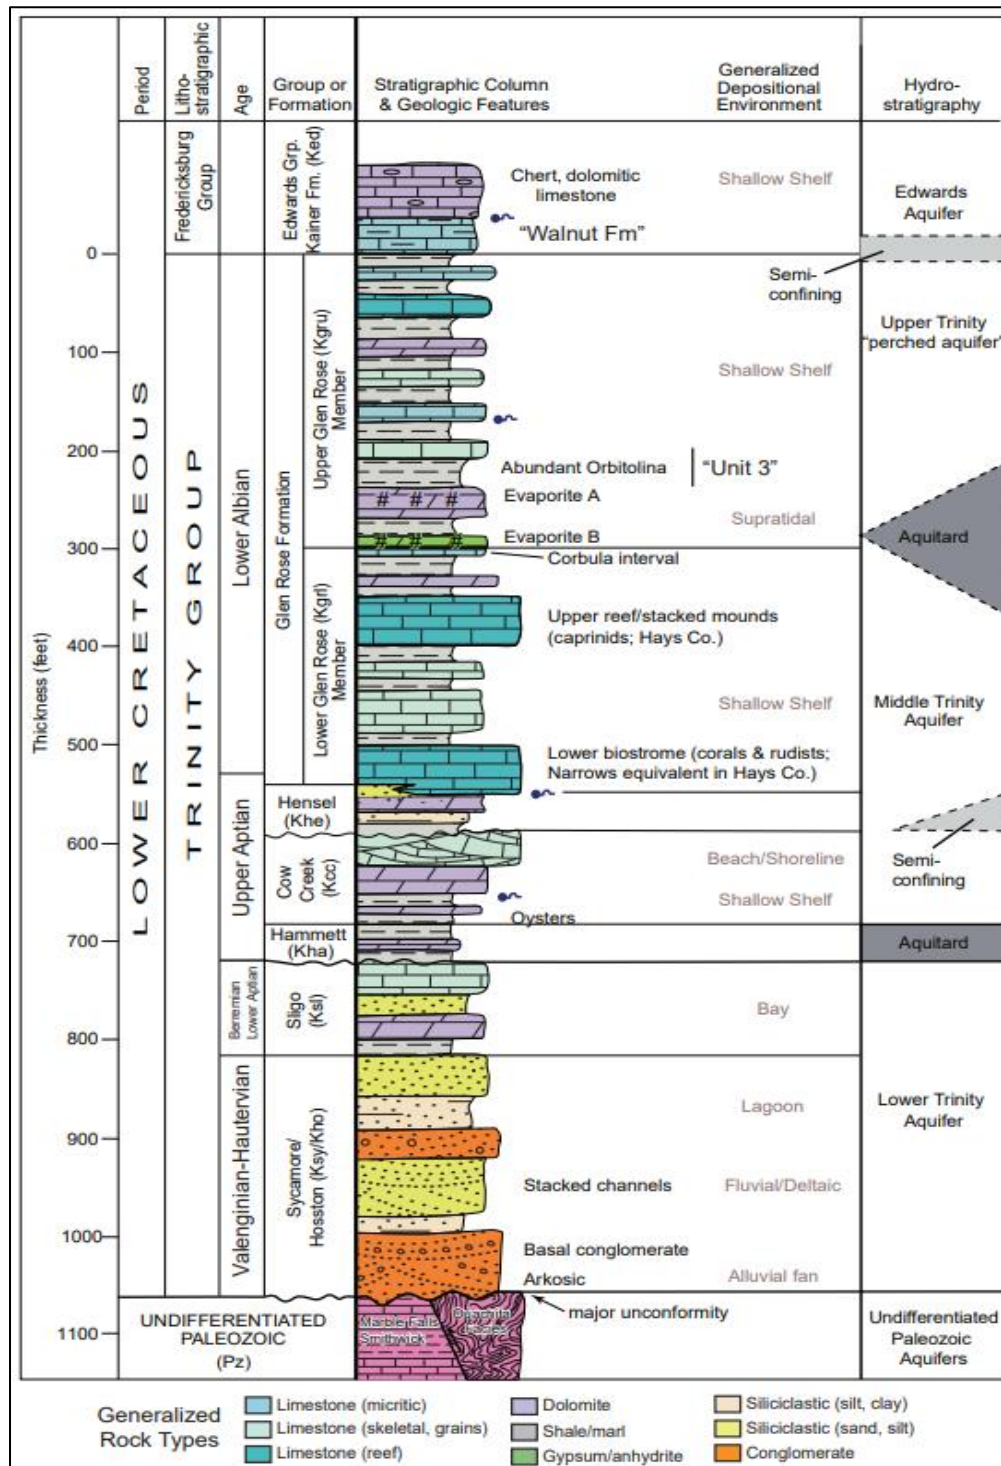 Period
Litho-
stratigraphic
Age
Group or
Formation
Stratigraphic Column
& Geologic Features
Generalized
Depositional
Environment
Hydro-
stratigraphy
Thickness (feet)
0
100
200
300
400
500
600
700
800
900
1000
1100
LOWER CRETACEOUS
Fredericksburg
Group
TRINITY GROUP
Lower Albian
Upper Aptian
Berremian
Lower Aptian
Valenginian-Hautervian
Edwards Grp.
Kainer Fm. (Ked)
Glen Rose Formation
Upper Glen Rose (Kgru)
Member
Lower Glen Rose (Kgrl)
Member
Hensel
(Khe)
Cow
Creek (Kcc)
Hammett
(Kha)
Sligo
(Ksl)
Sycamore/
Hosston (Ksy/Kho)
UNDIFFERENTIATED
PALEOZOIC
(Pz)
Chert, dolomitic
limestone
"Walnut Fm"
Abundant Orbitolina
"Unit 3"
# # #
Evaporite A
# # #
Evaporite B
Corbula interval
Upper reef/stacked mounds
(caprinids; Hays Co.)
Lower biostrome (corals & rudists;
Narrows equivalent in Hays Co.)
Oysters
Stacked channels
Basal conglomerate
Arkosic
major unconformity
Marble Falls
Smithwick
Ouachita
Facies
Shallow Shelf
Shallow Shelf
Supratidal
Shallow Shelf
Beach/Shoreline
Shallow Shelf
Bay
Lagoon
Fluvial/Deltaic
Alluvial fan
Edwards
Aquifer
Semi-
confining
Upper Trinity
"perched aquifer"
Aquitard
Middle Trinity
Aquifer
Semi-
confining
Aquitard
Lower Trinity
Aquifer
Undifferentiated
Paleozoic
Aquifers
Generalized
Rock Types
Limestone (micritic)
Limestone (skeletal, grains)
Limestone (reef)
Dolomite
Shale/marl
Gypsum/anhydrite
Siliciclastic (silt, clay)
Siliciclastic (sand, silt)
Conglomerate